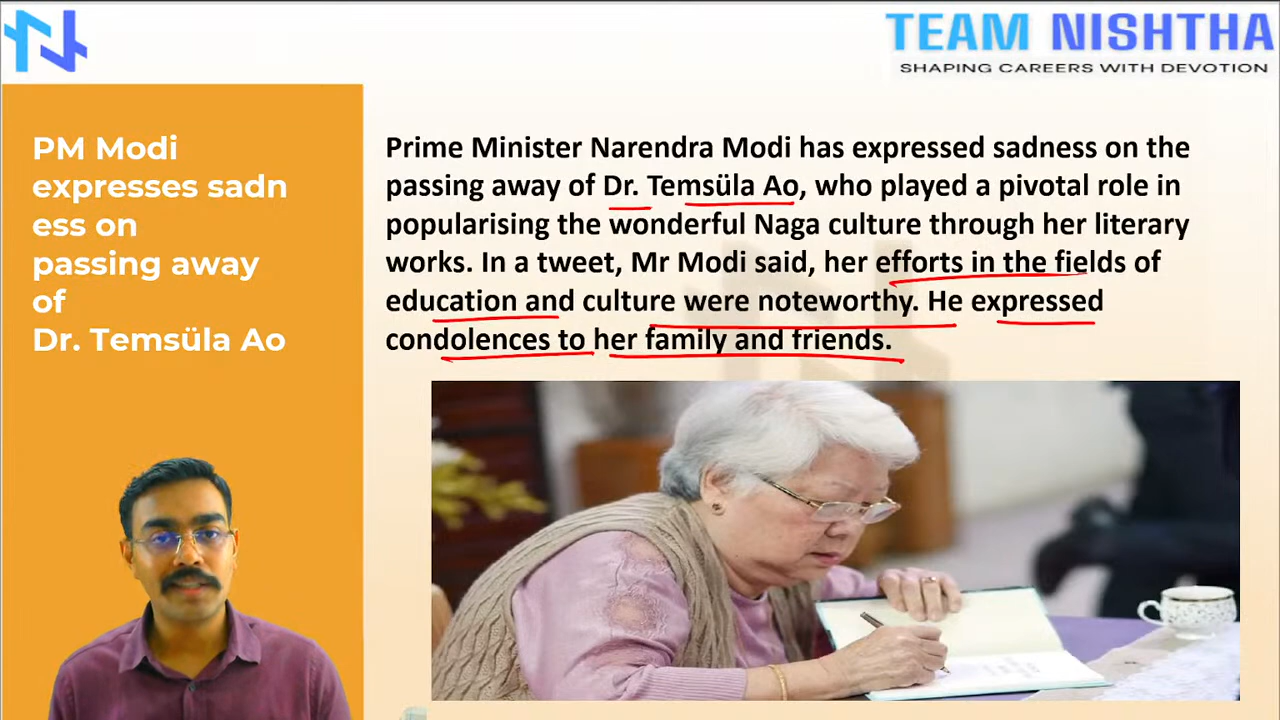 TEAM NISHTHA
SHAPING CAREERS WITH DEVOTION
PM Modi
expresses sadn
ess on
passing away
of
Dr. Temsüla Ao
Prime Minister Narendra Modi has expressed sadness on the
passing away of Dr. Temsüla Ao, who played a pivotal role in
popularising the wonderful Naga culture through her literary
works. In a tweet, Mr Modi said, her efforts in the fields of
education and culture were noteworthy. He expressed
condolences to her family and friends.